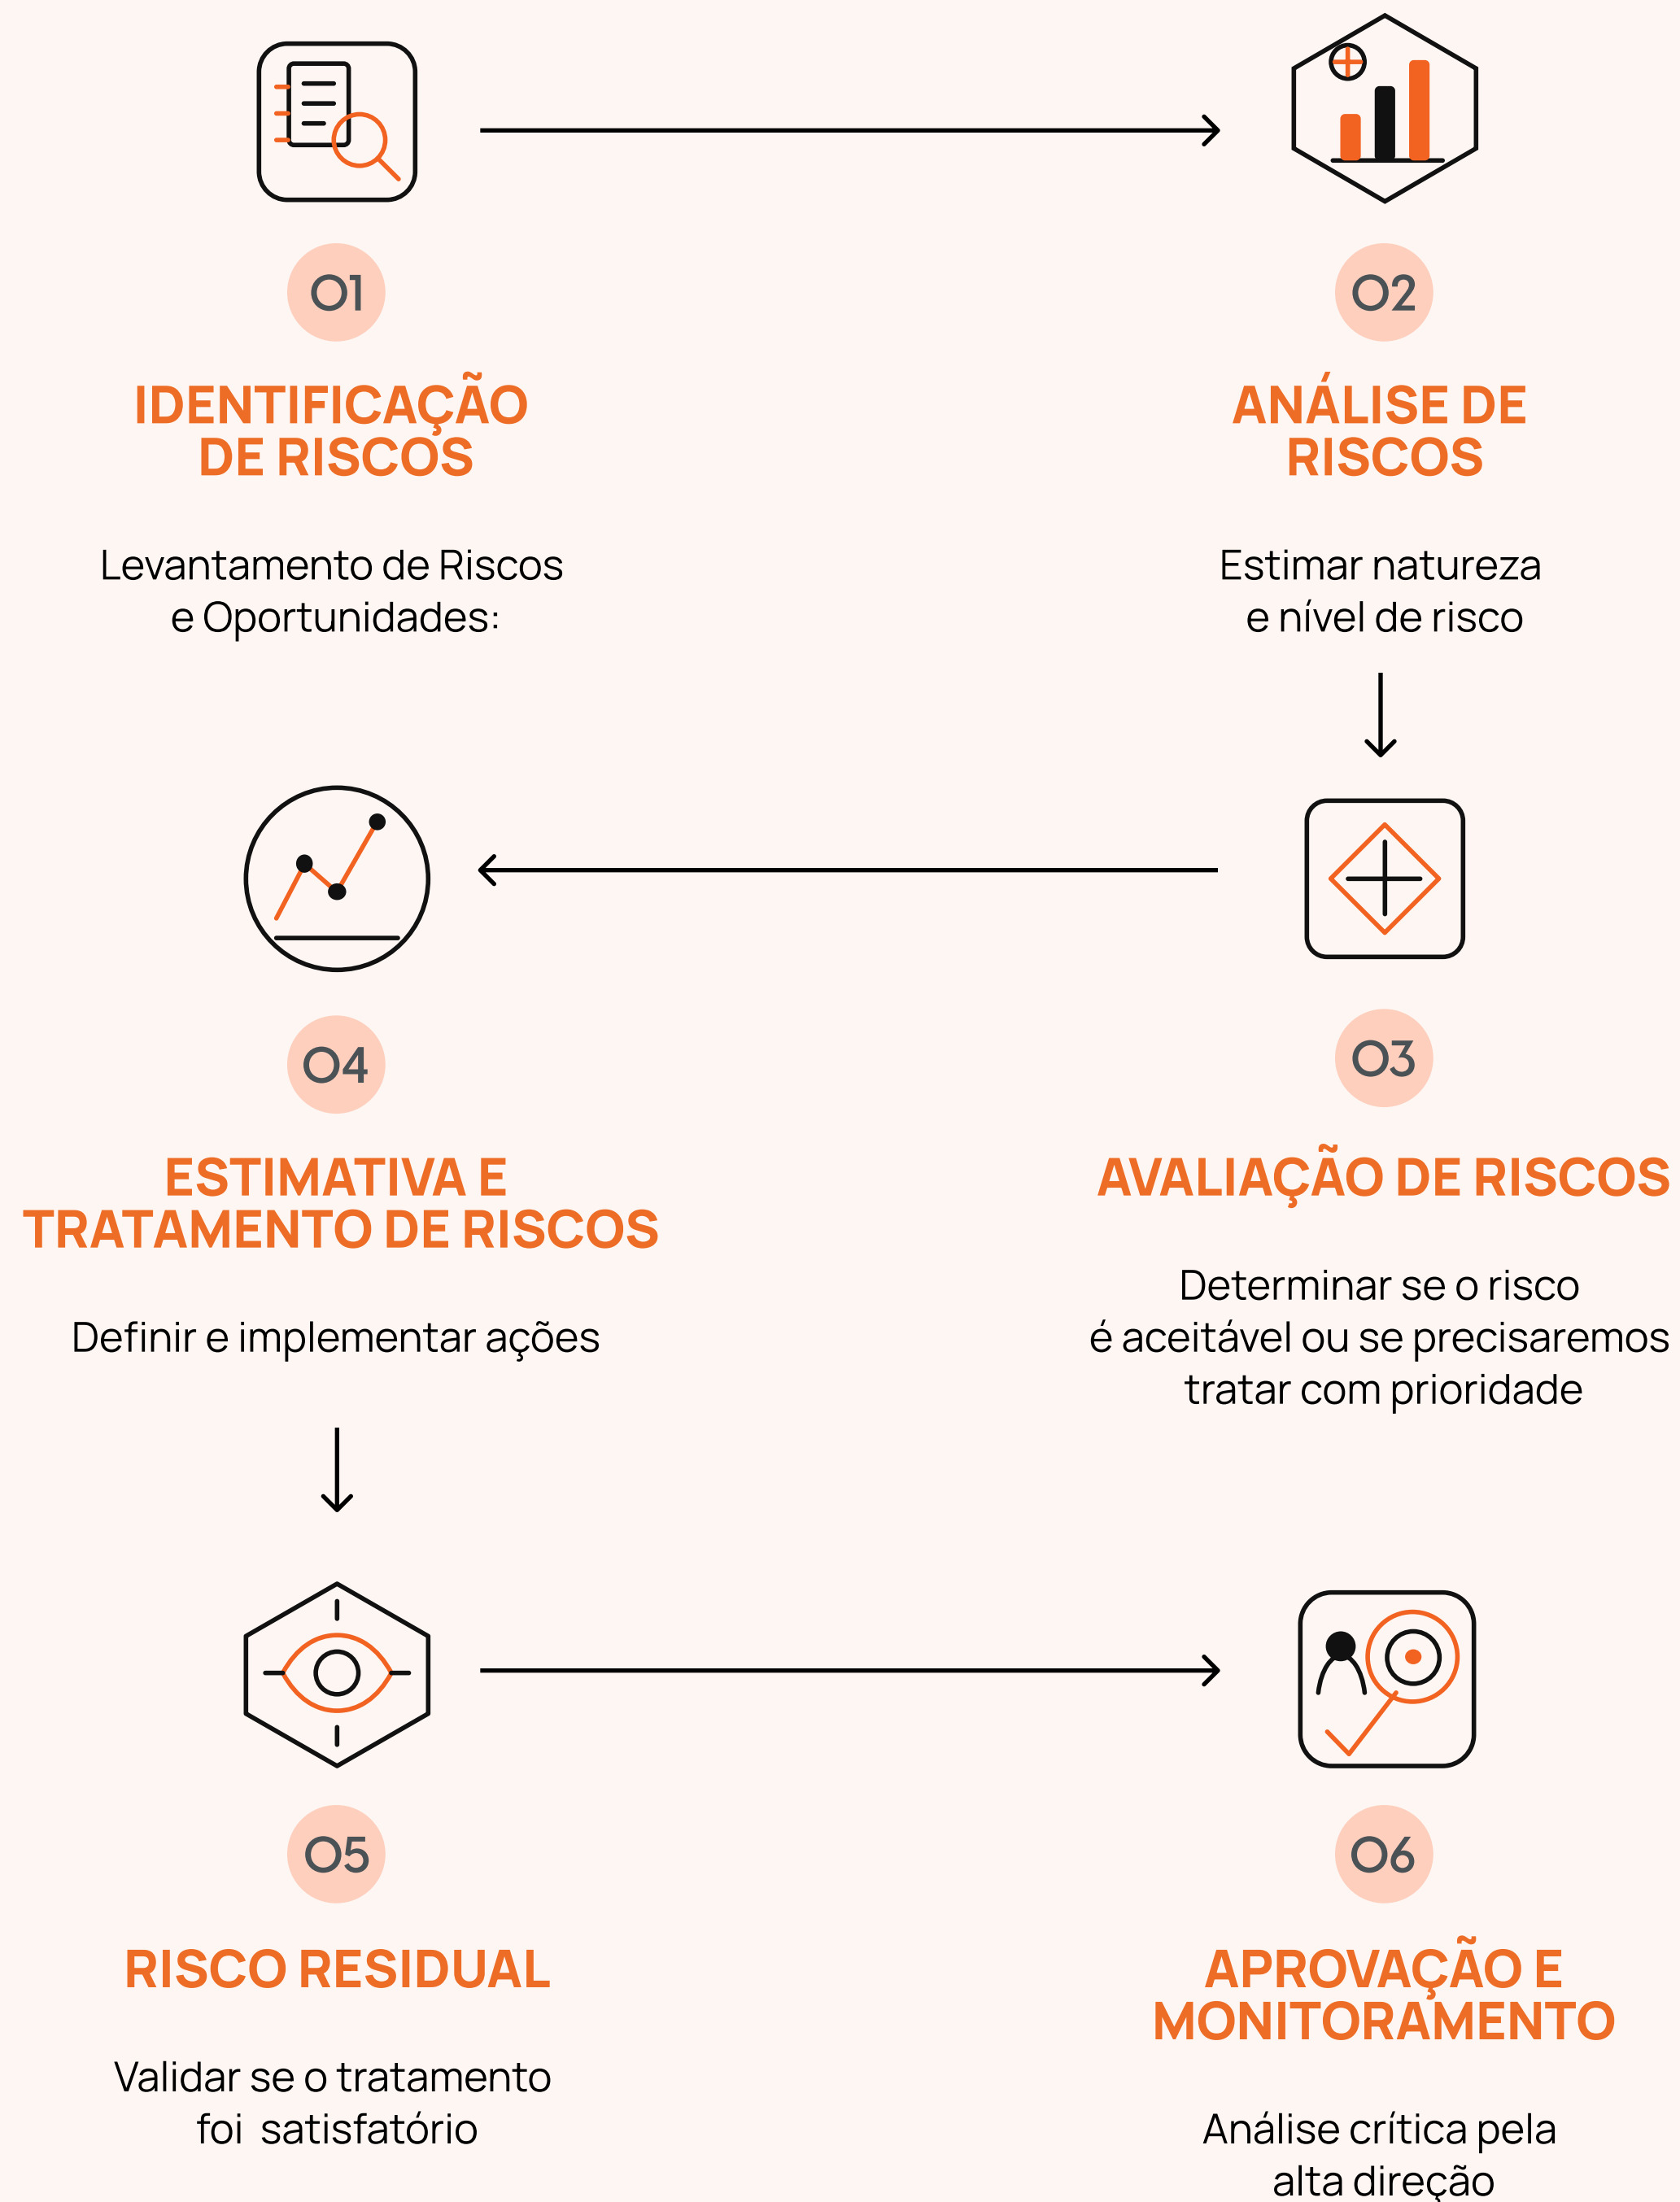 01
IDENTIFICAÇÃO
DE RISCOS
Levantamento de Riscos
e Oportunidades:
02
ANÁLISE DE
RISCOS
Estimar natureza
e nível de risco
03
AVALIAÇÃO DE RISCOS
Determinar se o risco
é aceitável ou se precisaremos
tratar com prioridade
04
ESTIMATIVA E
TRATAMENTO DE RISCOS
Definir e implementar ações
05
RISCO RESIDUAL
Validar se o tratamento
foi  satisfatório
06
APROVAÇÃO E
MONITORAMENTO
Análise crítica pela
alta direção